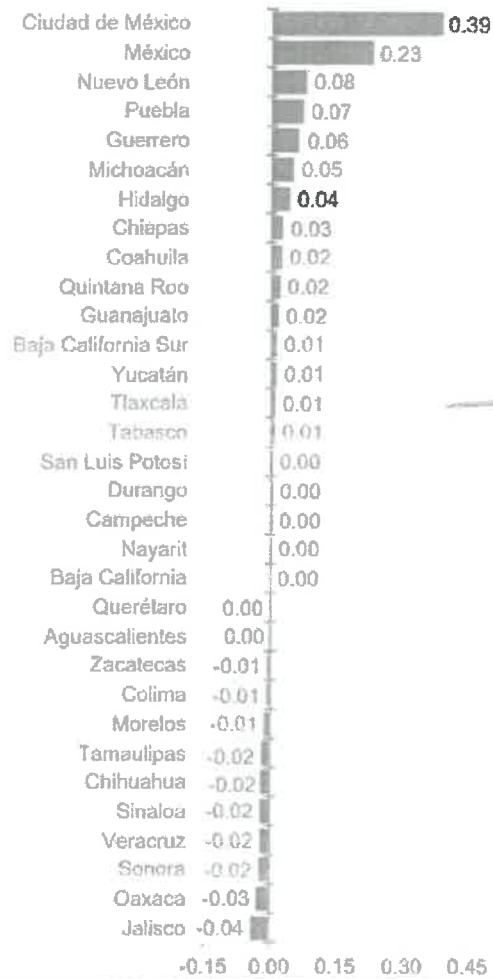 Ciudad de México 0.39
México 0.23
Nuevo León 0.08
Puebla 0.07
Guerrero 0.06
Michoacán 0.05
Hidalgo 0.04
Chiapas 0.03
Coahuila 0.02
Quintana Roo 0.02
Guanajuato 0.02
Baja California Sur 0.01
Yucatán 0.01
Tlaxcala 0.01
Tabasco 0.01
San Luis Potosí 0.00
Durango 0.00
Campeche 0.00
Nayarit 0.00
Baja California 0.00
Querétaro 0.00
Aguascalientes 0.00
Zacatecas -0.01
Colima -0.01
Morelos -0.01
Tamaulipas -0.02
Chihuahua -0.02
Sinaloa -0.02
Veracruz -0.02
Sonora -0.02
Oaxaca -0.03
Jalisco -0.04
-0.15 0.00 0.15 0.30 0.45